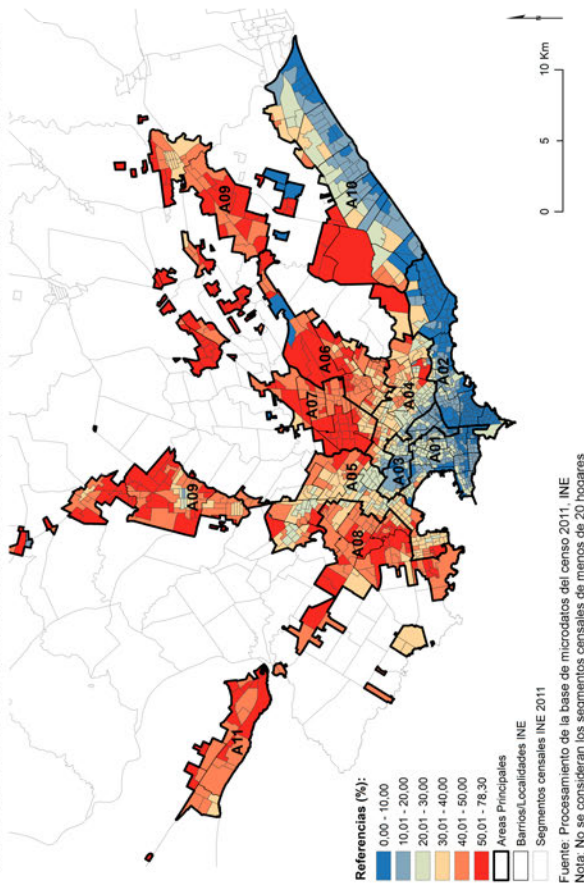 A09
A09
A11
A10
A07
A06
A05
A04
A03
A08
A02
A01
Referencias (%):
0,00 - 10,00
10,01 - 20,00
20,01 - 30,00
30,01 - 40,00
40,01 - 50,00
50,01 - 78,30
Areas Principales
Barrios/Localidades INE
Segmentos censales INE 2011
0 5 10 Km
Fuente: Procesamiento de la base de microdatos del censo 2011, INE
Nota: No se consideran los segmentos censales de menos de 20 hogares